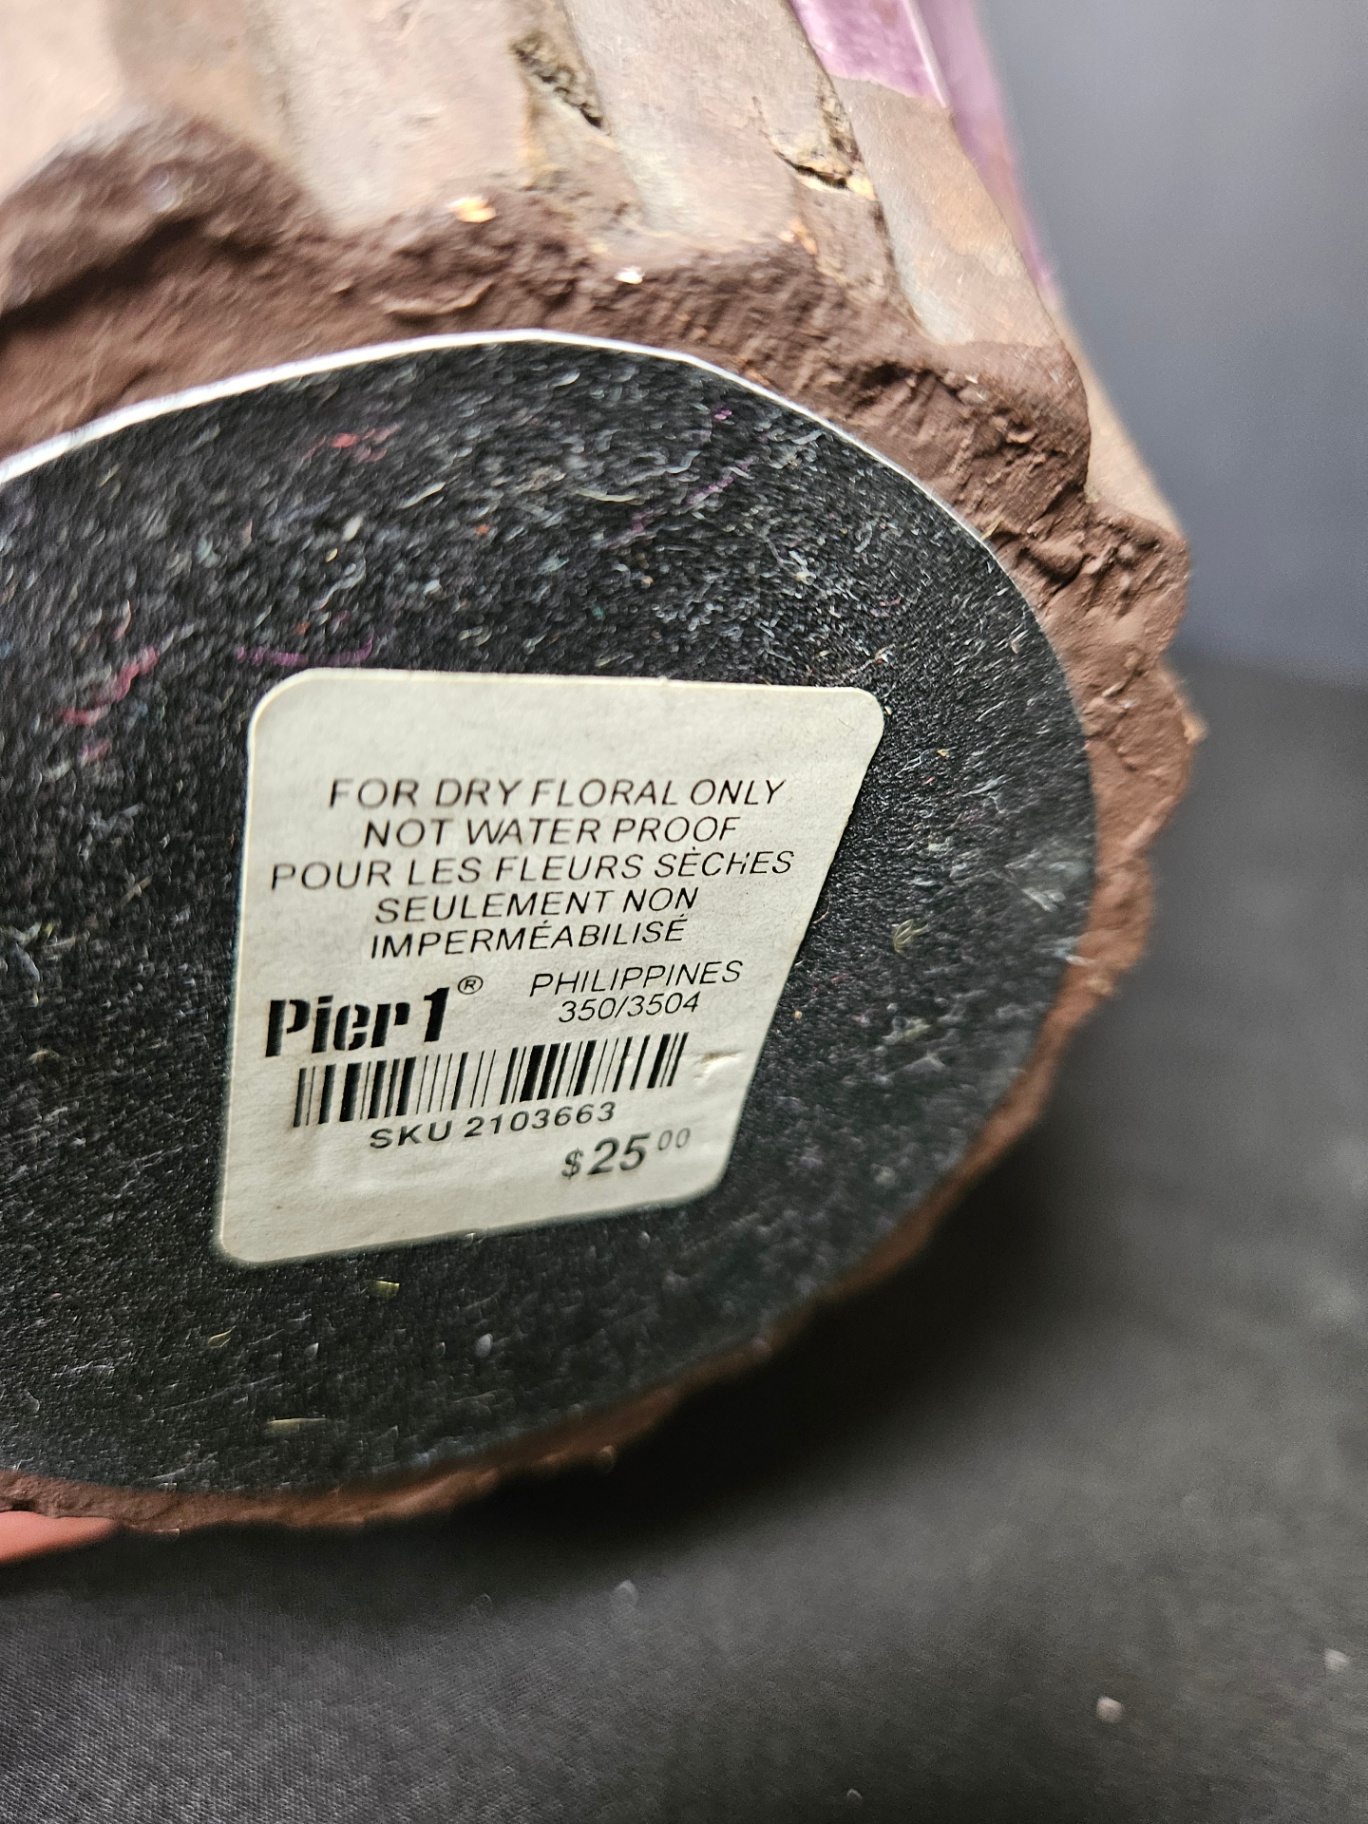 FOR DRY FLORAL ONLY
NOT WATER PROOF
POUR LES FLEURS SÈCHES
SEULEMENT NON
IMPERMÉABILISÉ
Pier 1® PHILIPPINES
350/3504
SKU 2103663
$25.00